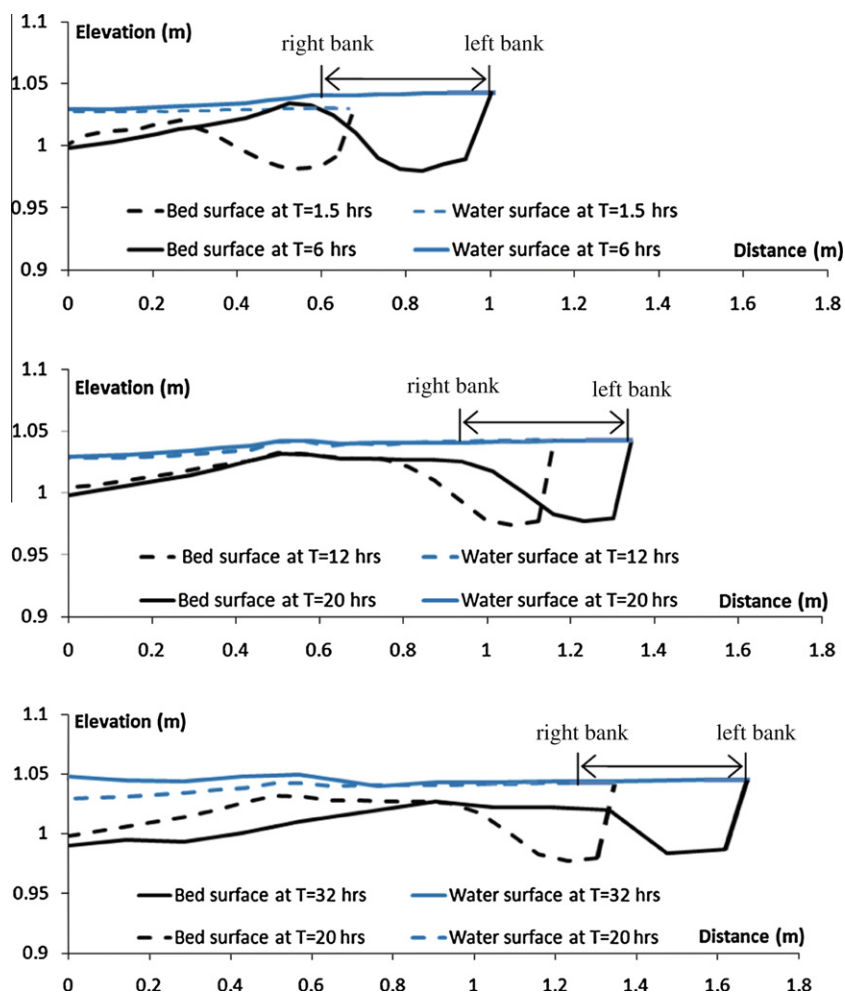 1.1
Elevation (m)
right bank
left bank
1.05
1
0.95
Bed surface at T=1.5 hrs
Water surface at T=1.5 hrs
Bed surface at T=6 hrs
Water surface at T=6 hrs
Distance (m)
0.9
0 0.2 0.4 0.6 0.8 1 1.2 1.4 1.6 1.8
1.1
Elevation (m)
right bank
left bank
1.05
1
0.95
Bed surface at T=12 hrs
Water surface at T=12 hrs
Bed surface at T=20 hrs
Water surface at T=20 hrs
Distance (m)
0.9
0 0.2 0.4 0.6 0.8 1 1.2 1.4 1.6 1.8
1.1
Elevation (m)
right bank
left bank
1.05
1
0.95
Bed surface at T=32 hrs
Water surface at T=32 hrs
Bed surface at T=20 hrs
Water surface at T=20 hrs
Distance (m)
0.9
0 0.2 0.4 0.6 0.8 1 1.2 1.4 1.6 1.8